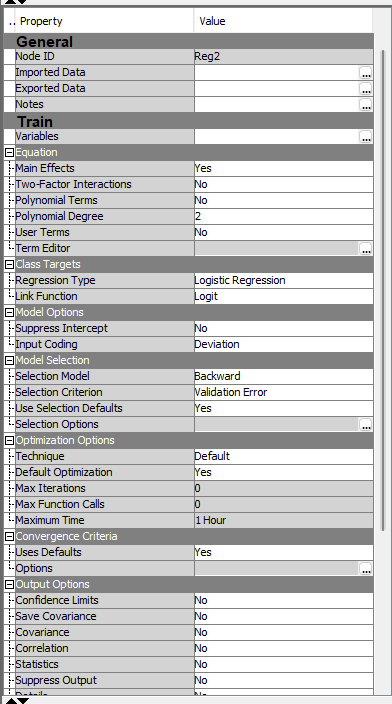 .. Property Value
General
Node ID Reg2
Imported Data ...
Exported Data ...
Notes ...
Train
Variables ...
Equation
Main Effects Yes
Two-Factor Interactions No
Polynomial Terms No
Polynomial Degree 2
User Terms No
Term Editor ...
Class Targets
Regression Type Logistic Regression
Link Function Logit
Model Options
Suppress Intercept No
Input Coding Deviation
Model Selection
Selection Model Backward
Selection Criterion Validation Error
Use Selection Defaults Yes
Selection Options ...
Optimization Options
Technique Default
Default Optimization Yes
Max Iterations 0
Max Function Calls 0
Maximum Time 1 Hour
Convergence Criteria
Uses Defaults Yes
Options ...
Output Options
Confidence Limits No
Save Covariance No
Covariance No
Correlation No
Statistics No
Suppress Output No
Details No